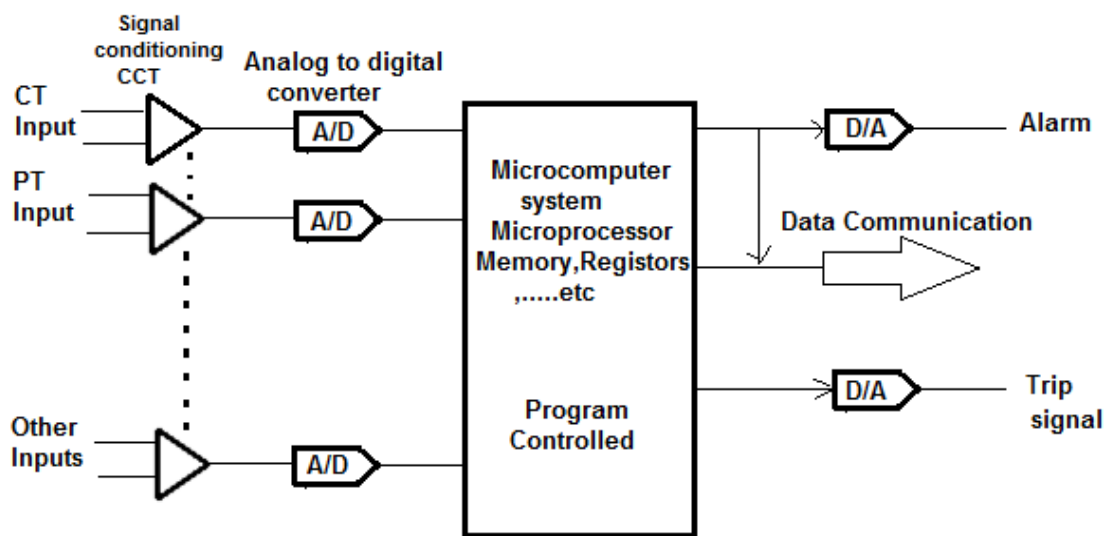 Signal
conditioning
CCT
Analog to digital
converter
CT
Input
A/D
D/A
Alarm
PT
Input
A/D
Microcomputer
system
Microprocessor
Memory,Registors
,.....etc
Data Communication
Program
Controlled
D/A
Trip
signal
Other
Inputs
A/D